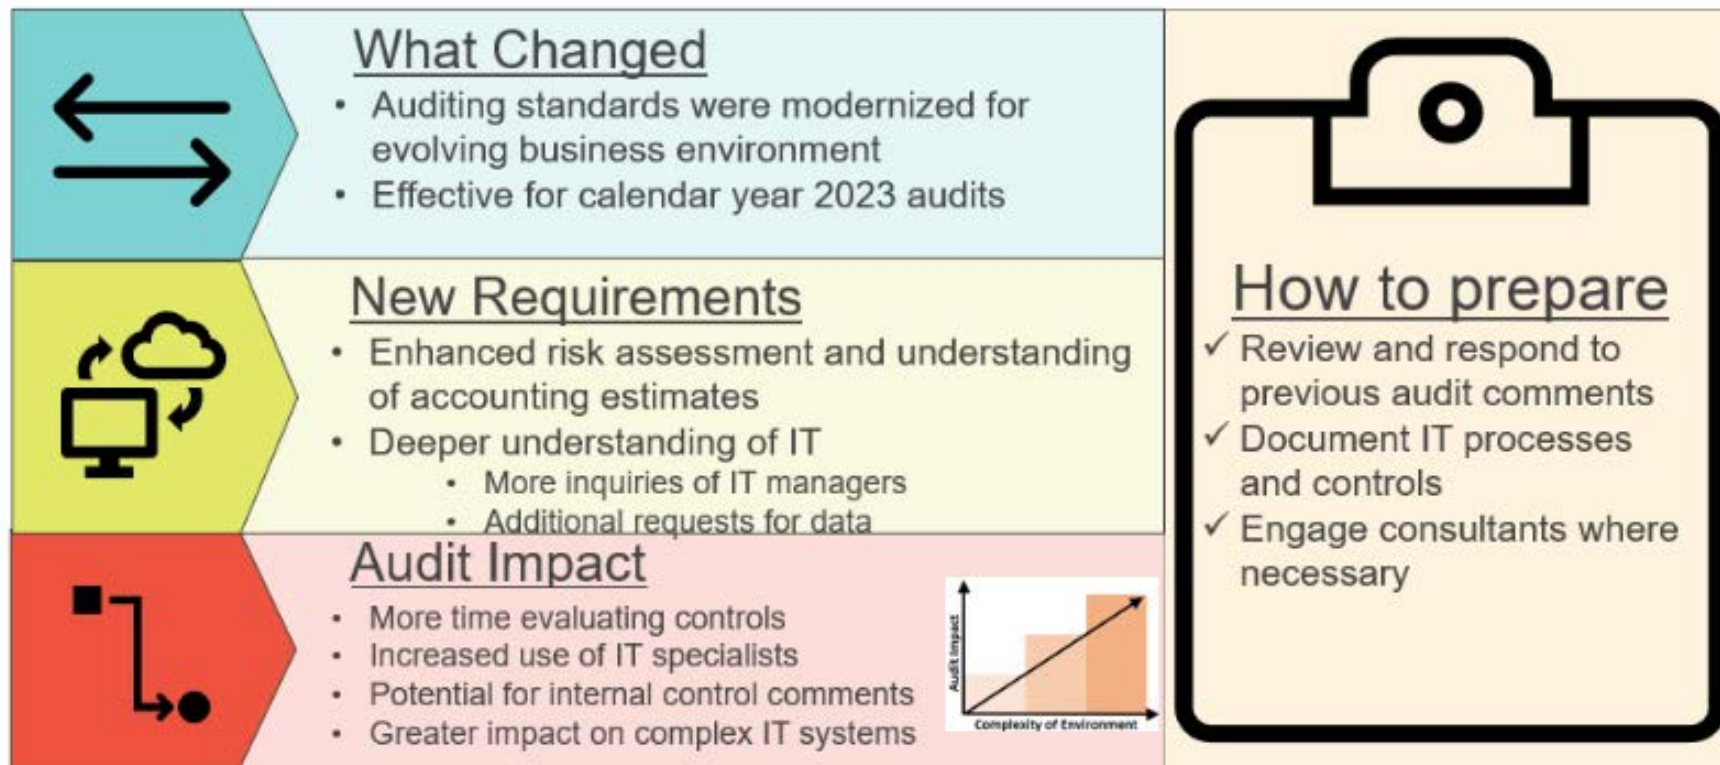 What Changed
• Auditing standards were modernized for
evolving business environment
• Effective for calendar year 2023 audits
New Requirements
• Enhanced risk assessment and understanding
of accounting estimates
• Deeper understanding of IT
• More inquiries of IT managers
• Additional requests for data
Audit Impact
• More time evaluating controls
• Increased use of IT specialists
• Potential for internal control comments
• Greater impact on complex IT systems
Audit Impact
Complexity of Environment
How to prepare
✓ Review and respond to
previous audit comments
✓ Document IT processes
and controls
✓ Engage consultants where
necessary